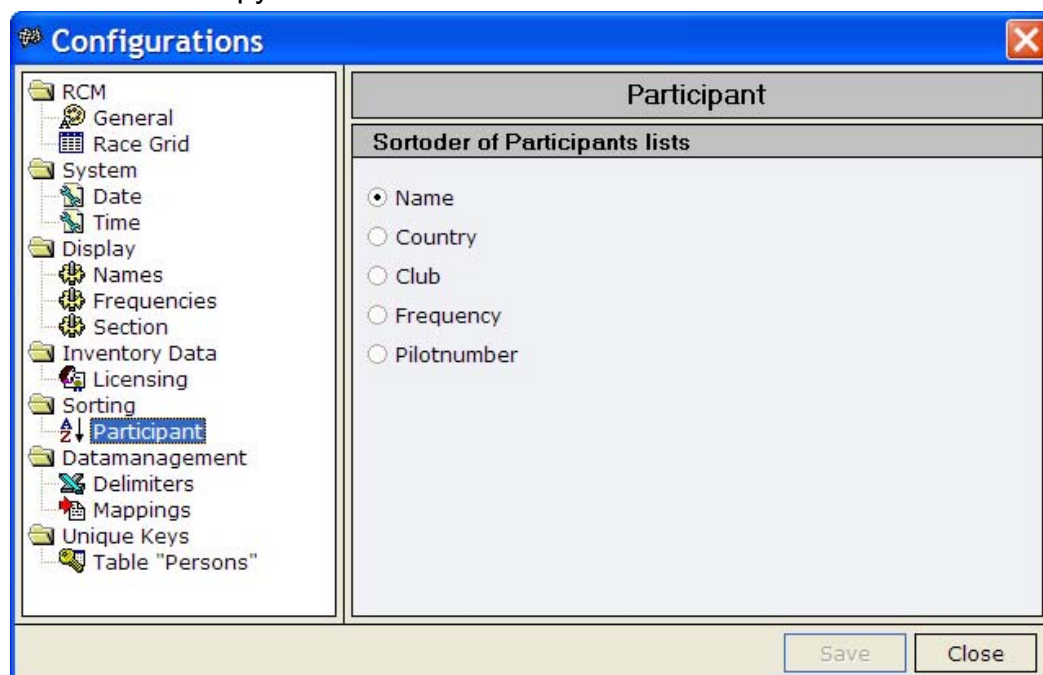 py
Configurations
RCM
General
Race Grid
System
Date
Time
Display
Names
Frequencies
Section
Inventory Data
Licensing
Sorting
Participant
Datamanagement
Delimiters
Mappings
Unique Keys
Table "Persons"
Participant
Sortoder of Participants lists
Name
Country
Club
Frequency
Pilotnumber
Save
Close